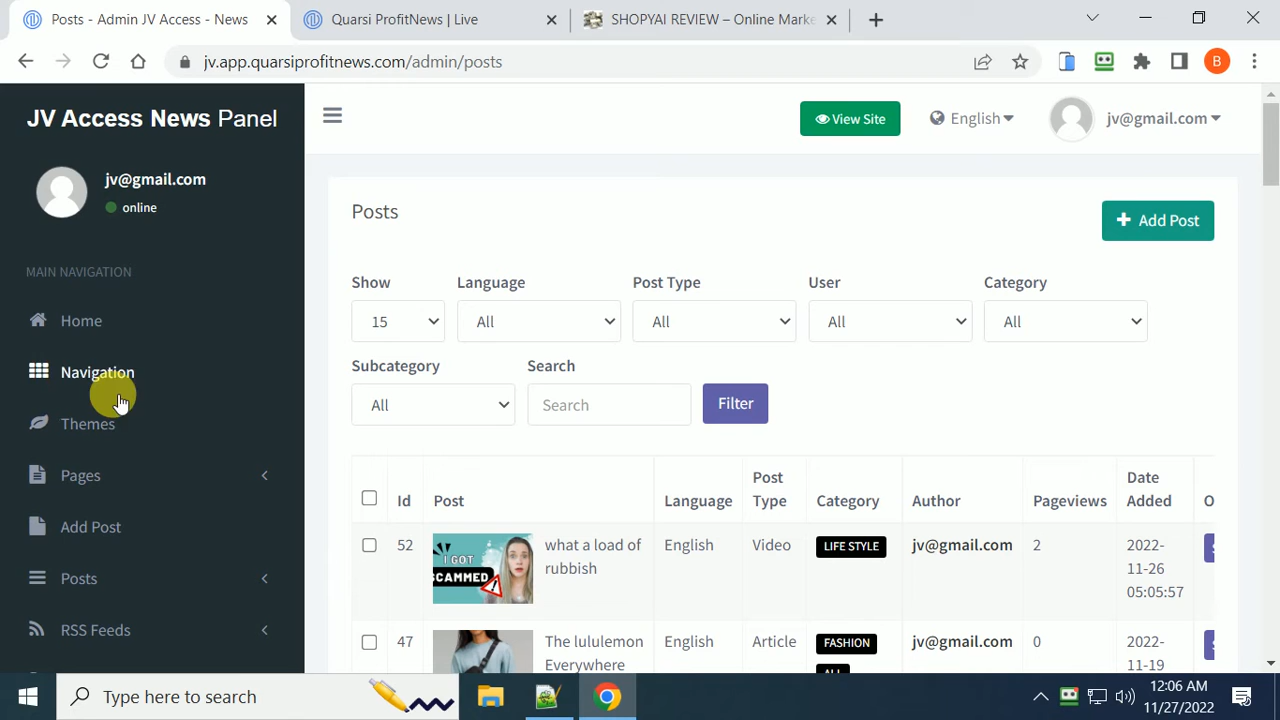 Posts - Admin JV Access - News
Quarsi ProfitNews | Live
SHOPYAI REVIEW – Online Marke
jv.app.quarsiprofitnews.com/admin/posts
B
JV Access News Panel
View Site
English
jv@gmail.com
jv@gmail.com
online
Posts
Add Post
MAIN NAVIGATION
Show
Language
Post Type
User
Category
Home
15
All
All
All
All
Navigation
Subcategory
Search
All
Search
Filter
Themes
Pages
Id
Post
Language
Post Type
Category
Author
Pageviews
Date Added
O
Add Post
52
I GOT SCAMMED
what a load of rubbish
English
Video
LIFE STYLE
jv@gmail.com
2
2022-11-26 05:05:57
Posts
RSS Feeds
47
The lululemon Everywhere
English
Article
FASHION
jv@gmail.com
0
2022-11-19
Type here to search
12:06 AM
11/27/2022